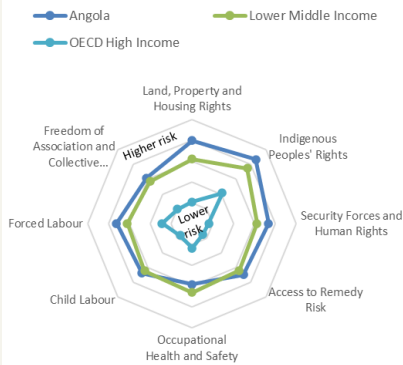 Angola
Lower Middle Income
OECD High Income
Land, Property and
Housing Rights
Higher risk
Freedom of
Association and
Collective...
Indigenous
Peoples' Rights
Lower
risk
Forced Labour
Security Forces and
Human Rights
Child Labour
Access to Remedy
Risk
Occupational
Health and Safety